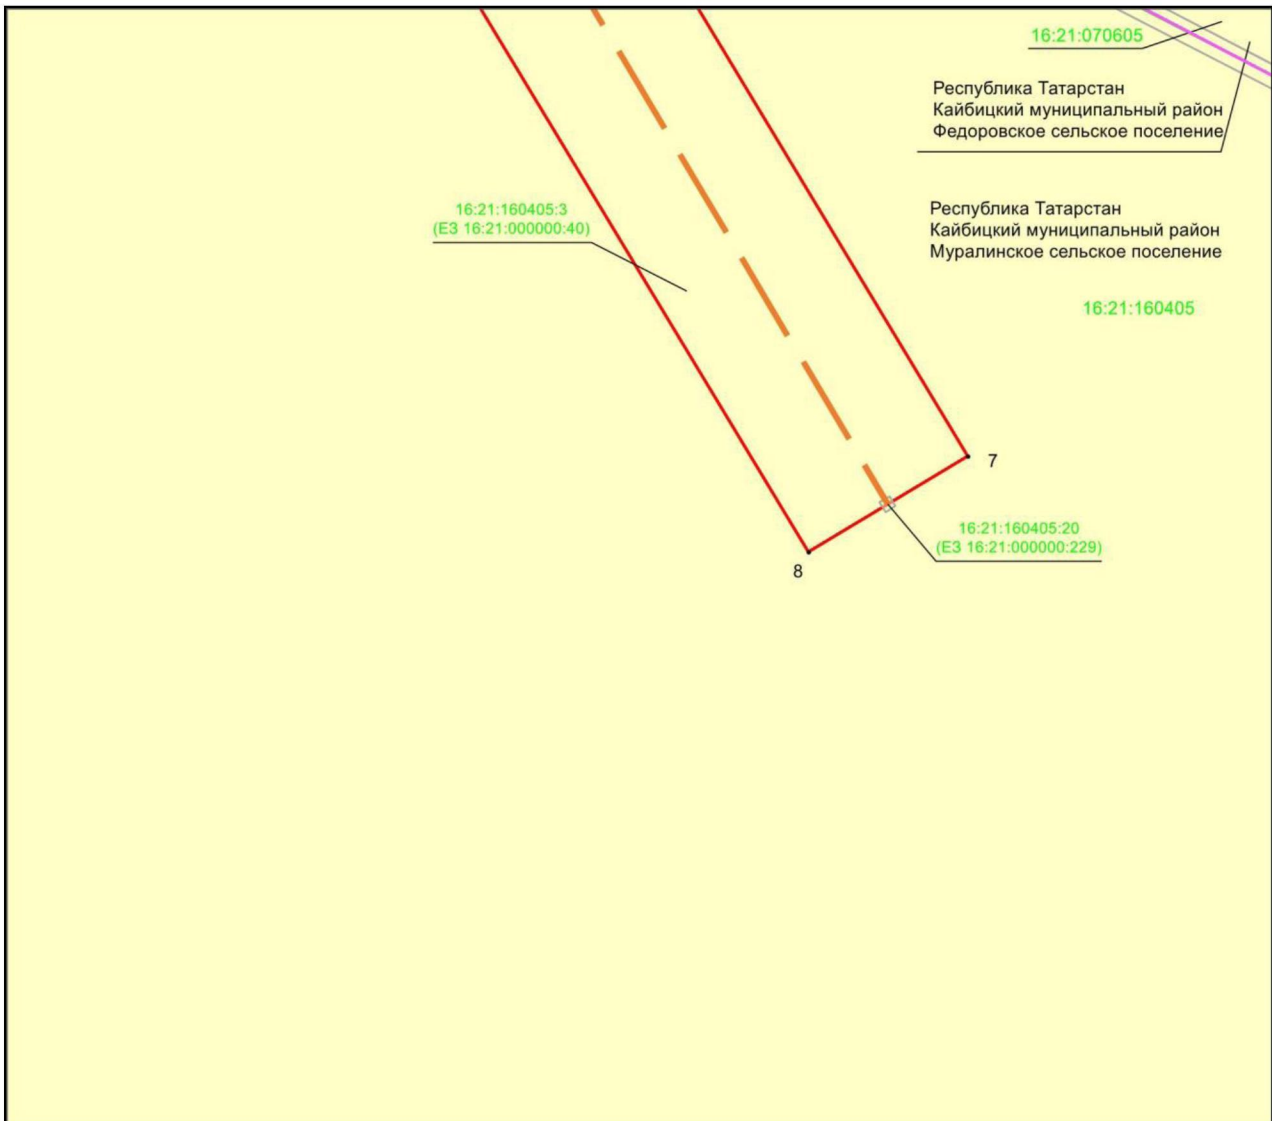 16:21:070605
Республика Татарстан
Кайбицкий муниципальный район
Федоровское сельское поселение
16:21:160405:3
(ЕЗ 16:21:000000:40)
Республика Татарстан
Кайбицкий муниципальный район
Муралинское сельское поселение
16:21:160405
7
16:21:160405:20
(ЕЗ 16:21:000000:229)
8